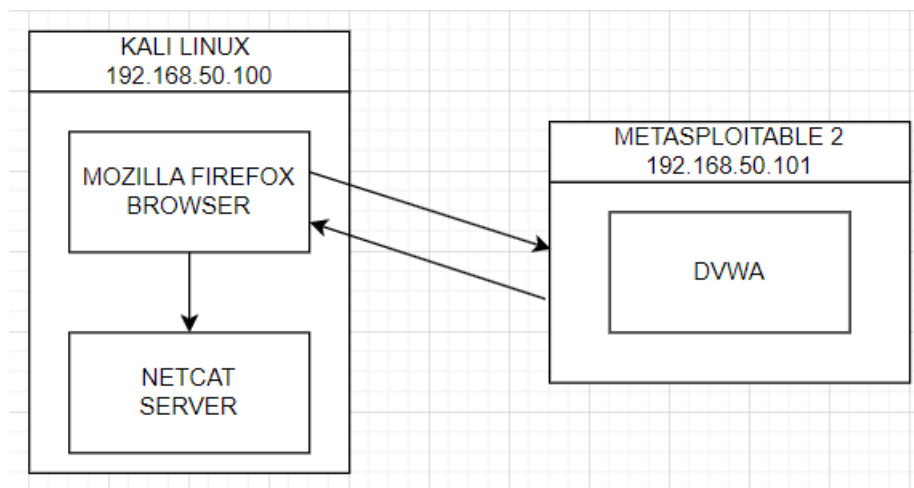 KALI LINUX
192.168.50.100
MOZILLA FIREFOX
BROWSER
NETCAT
SERVER
METASPLOITABLE 2
192.168.50.101
DVWA